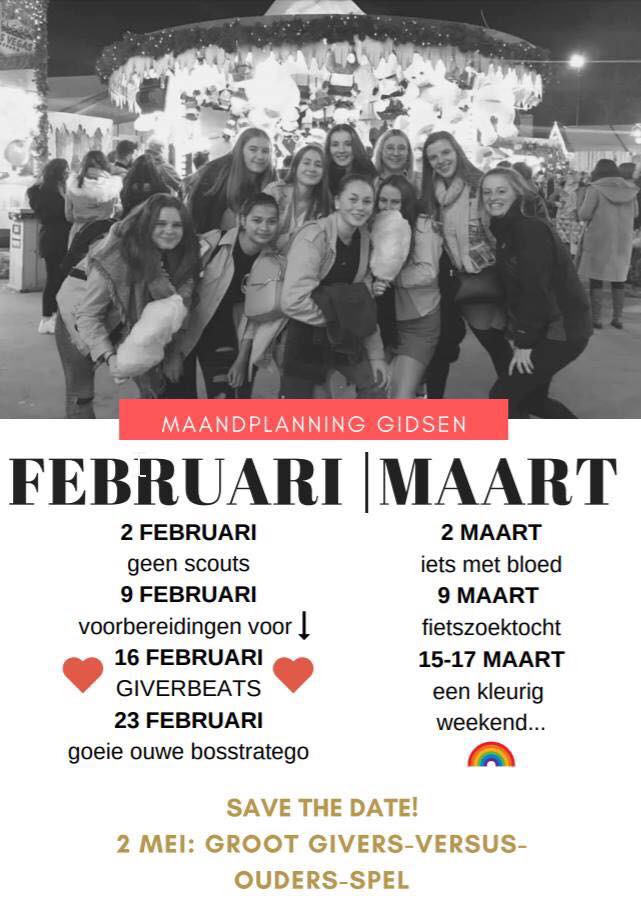 MAANDPLANNING GIDSEN
FEBRUARI | MAART
2 FEBRUARI
geen scouts
9 FEBRUARI
voorbereidingen voor ↓
16 FEBRUARI
GIVERBEATS
23 FEBRUARI
goeie ouwe bosstratego
2 MAART
iets met bloed
9 MAART
fietszoektocht
15-17 MAART
een kleurig
weekend...
SAVE THE DATE!
2 MEI: GROOT GIVERS-VERSUS-
OUDERS-SPEL